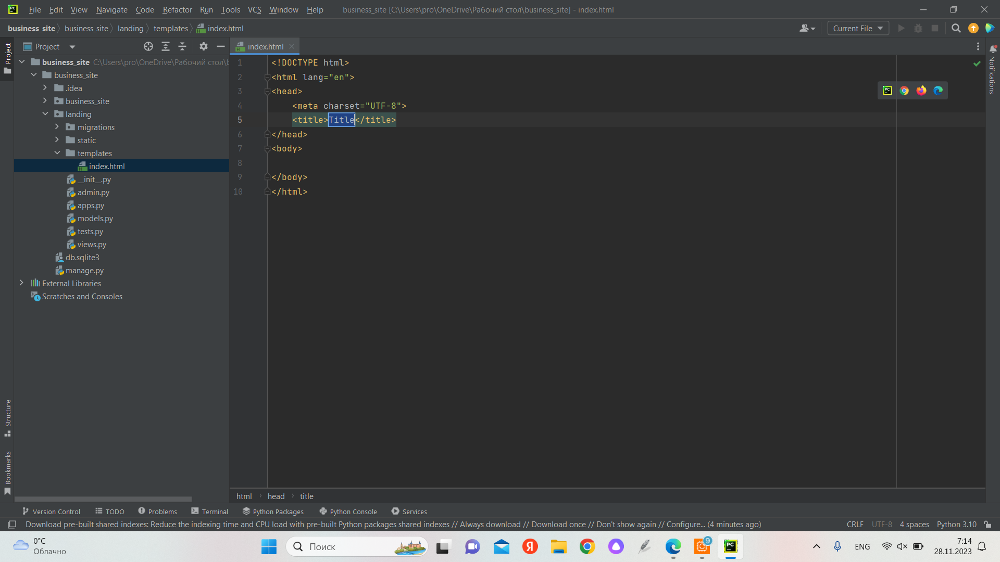 PC File Edit View Navigate Code Refactor Run Tools VCS Window Help business_site [C:\Users\pro\OneDrive\Рабочий стол\business_site] - index.html
business_site business_site landing templates index.html Current File
Project
Project
index.html
business_site C:\Users\pro\OneDrive\Рабочий стол\b
business_site
.idea
business_site
landing
migrations
static
templates
index.html
__init__.py
admin.py
apps.py
models.py
tests.py
views.py
db.sqlite3
manage.py
External Libraries
Scratches and Consoles
1 <!DOCTYPE html>
2 <html lang="en">
3 <head>
4 <meta charset="UTF-8">
5 <title>Title</title>
6 </head>
7 <body>
8
9 </body>
10 </html>
PC
Notifications
Structure
Bookmarks
html head title
Version Control TODO Problems Terminal Python Packages Python Console Services
Download pre-built shared indexes: Reduce the indexing time and CPU load with pre-built Python packages shared indexes // Always download // Download once // Don't show again // Configure... (4 minutes ago) CRLF UTF-8 4 spaces Python 3.10
0°C
Облачно
Поиск
Я
9
PC
ENG
7:14
28.11.2023